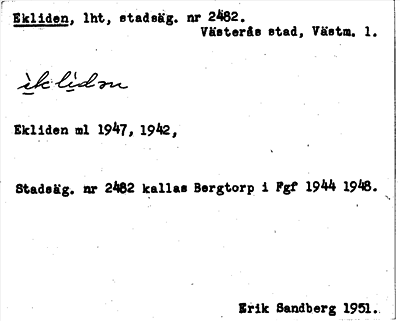 Ekliden, lht, stadsäg. nr 2482.
Västerås stad, Västm. l.
Ekliden ml 1947, 1942,
Stadsäg. nr 2482 kallas Bergtorp i Fgf 1944 1948.
Erik Sandberg 1951.